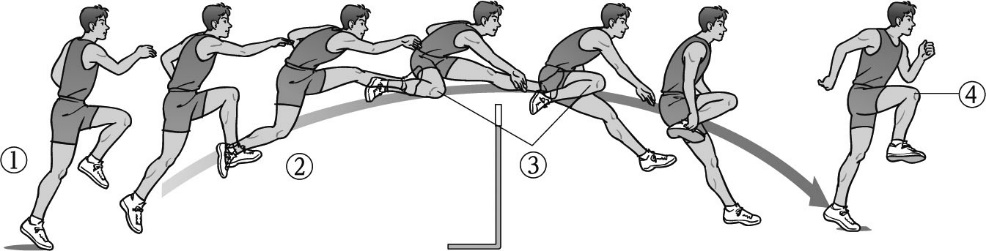 ①
②
③
④